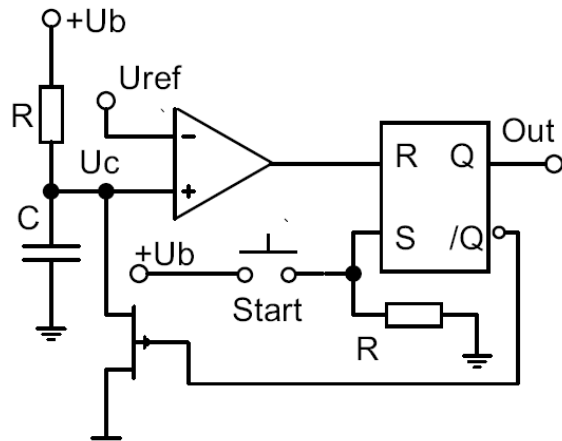 +Ub
Uref
R
Uc
- 
+
C
R Q
Out
S /Q
+Ub
Start
R